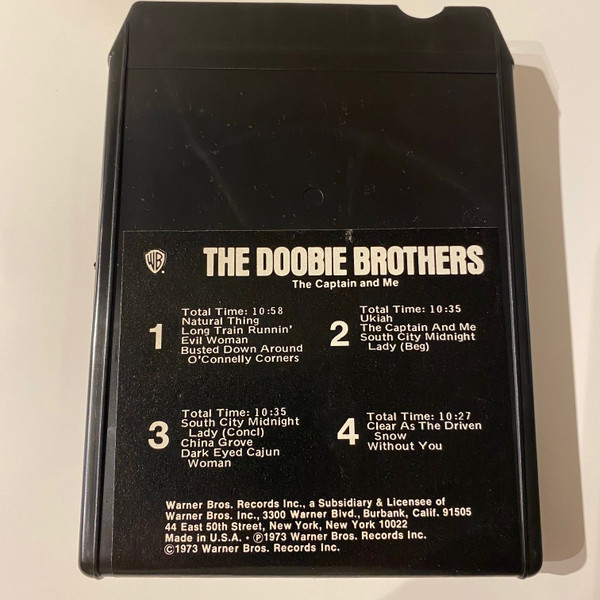 WB
THE DOOBIE BROTHERS
The Captain and Me
1
Total Time: 10:58
Natural Thing
Long Train Runnin'
Evil Woman
Busted Down Around
O'Connelly Corners
2
Total Time: 10:35
Ukiah
The Captain And Me
South City Midnight
Lady (Beg)
3
Total Time: 10:35
South City Midnight
Lady (Concl)
China Grove
Dark Eyed Cajun
Woman
4
Total Time: 10:27
Clear As The Driven
Snow
Without You
Warner Bros. Records Inc., a Subsidiary & Licensee of
Warner Bros. Inc., 3300 Warner Blvd., Burbank, Calif. 91505
44 East 50th Street, New York, New York 10022
Made in U.S.A. • ℗1973 Warner Bros. Records Inc.
©1973 Warner Bros. Records Inc.